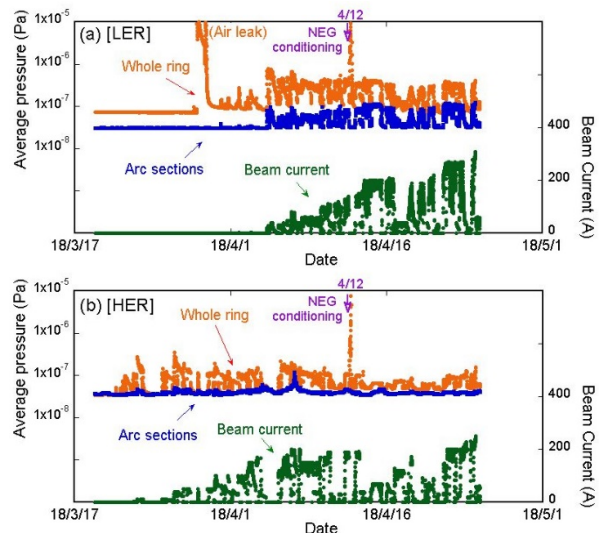 (a) [LER]
4/12
(Air leak)
NEG
conditioning
Whole ring
Arc sections
Beam current
1x10⁻⁵
1x10⁻⁶
1x10⁻⁷
1x10⁻⁸
Average pressure (Pa)
400
200
0
Beam Current (A)
18/3/17
18/4/1
18/4/16
18/5/1
Date
(b) [HER]
4/12
NEG
conditioning
Whole ring
Arc sections
Beam current
1x10⁻⁵
1x10⁻⁶
1x10⁻⁷
1x10⁻⁸
Average pressure (Pa)
400
200
0
Beam Current (A)
18/3/17
18/4/1
18/4/16
18/5/1
Date